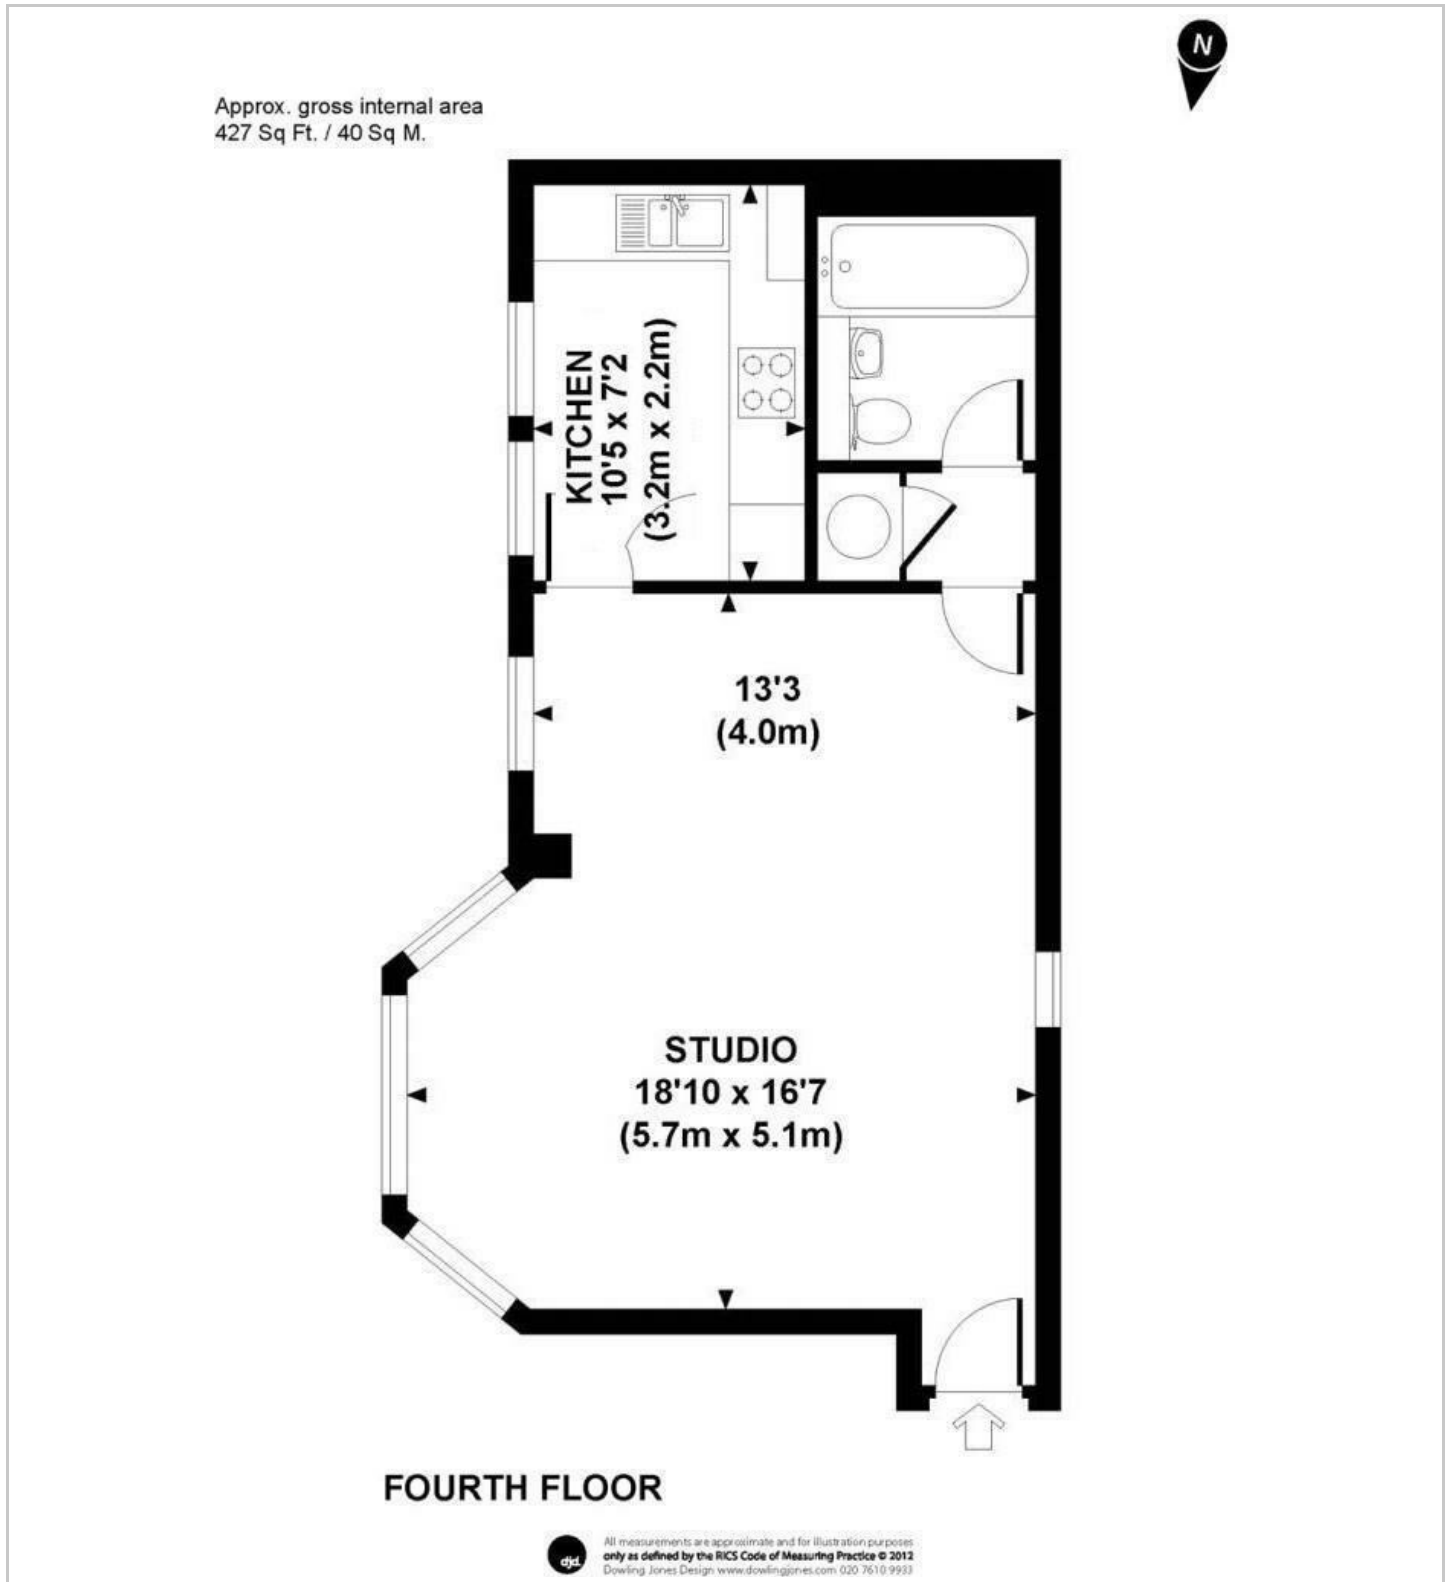 N
Approx. gross internal area
427 Sq Ft. / 40 Sq M.
KITCHEN
10'5 x 7'2
(3.2m x 2.2m)
13'3
(4.0m)
STUDIO
18'10 x 16'7
(5.7m x 5.1m)
FOURTH FLOOR
djd.
All measurements are approximate and for illustration purposes
only as defined by the RICS Code of Measuring Practice © 2012
Dowling Jones Design www.dowlingjones.com 020 7610 9933